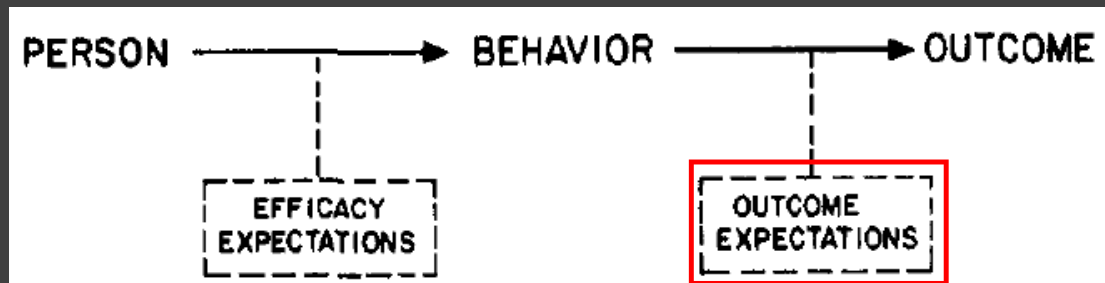 PERSON BEHAVIOR OUTCOME
EFFICACY
EXPECTATIONS
OUTCOME
EXPECTATIONS